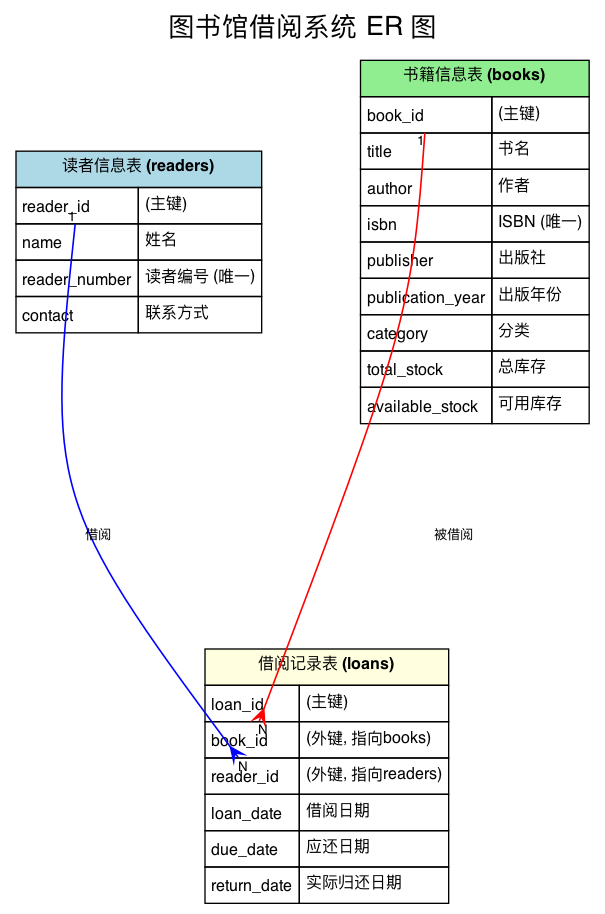 图书馆借阅系统 ER 图
读者信息表 (readers)
reader_id (主键)
1
name 姓名
reader_number 读者编号 (唯一)
contact 联系方式
书籍信息表 (books)
book_id (主键)
1
title 书名
author 作者
isbn ISBN (唯一)
publisher 出版社
publication_year 出版年份
category 分类
total_stock 总库存
available_stock 可用库存
借阅
被借阅
借阅记录表 (loans)
loan_id (主键)
N
book_id (外键, 指向books)
N
reader_id (外键, 指向readers)
loan_date 借阅日期
due_date 应还日期
return_date 实际归还日期